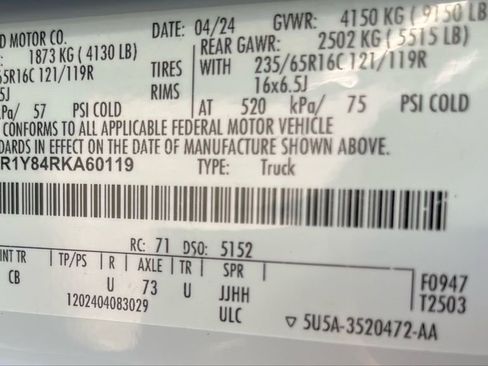 D MOTOR CO. DATE: 04/24 GVWR: 4150 KG (9150 LB)
1873 KG (4130 LB) REAR GAWR: 2502 KG (5515 LB)
65R16C 121/119R TIRES WITH 235/65R16C 121/119R
5J RIMS 16x6.5J
kPa/ 57 PSI COLD AT 520 kPa/ 75 PSI COLD
CONFORMS TO ALL APPLICABLE FEDERAL MOTOR VEHICLE
DARDS IN EFFECT ON THE DATE OF MANUFACTURE SHOWN ABOVE.
R1Y84RKA60119 TYPE: Truck
RC: 71 DSO: 5152
INT TR TP/PS R AXLE TR SPR F0947
CB U 73 U JJHH T2503
1202404083029 ULC ▽ 5U5A-3520472-AA